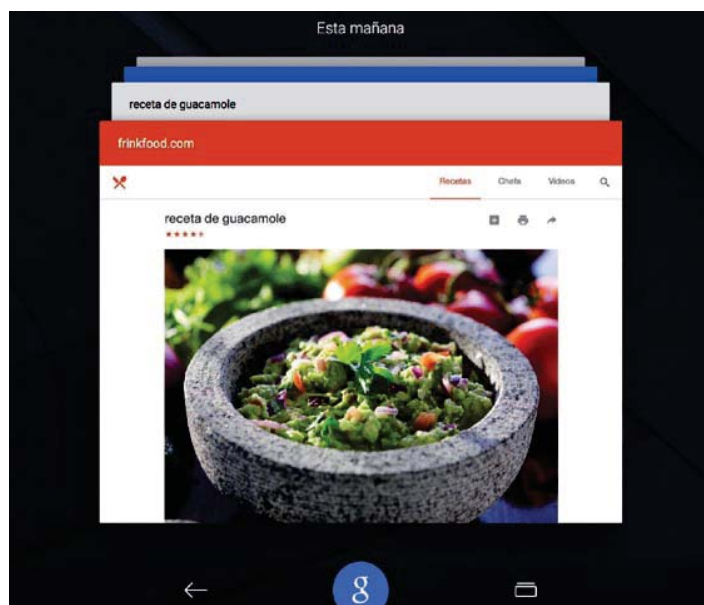 Esta mañana
receta de guacamole
frinkfood.com
Recetas Chefs Videos
receta de guacamole
g